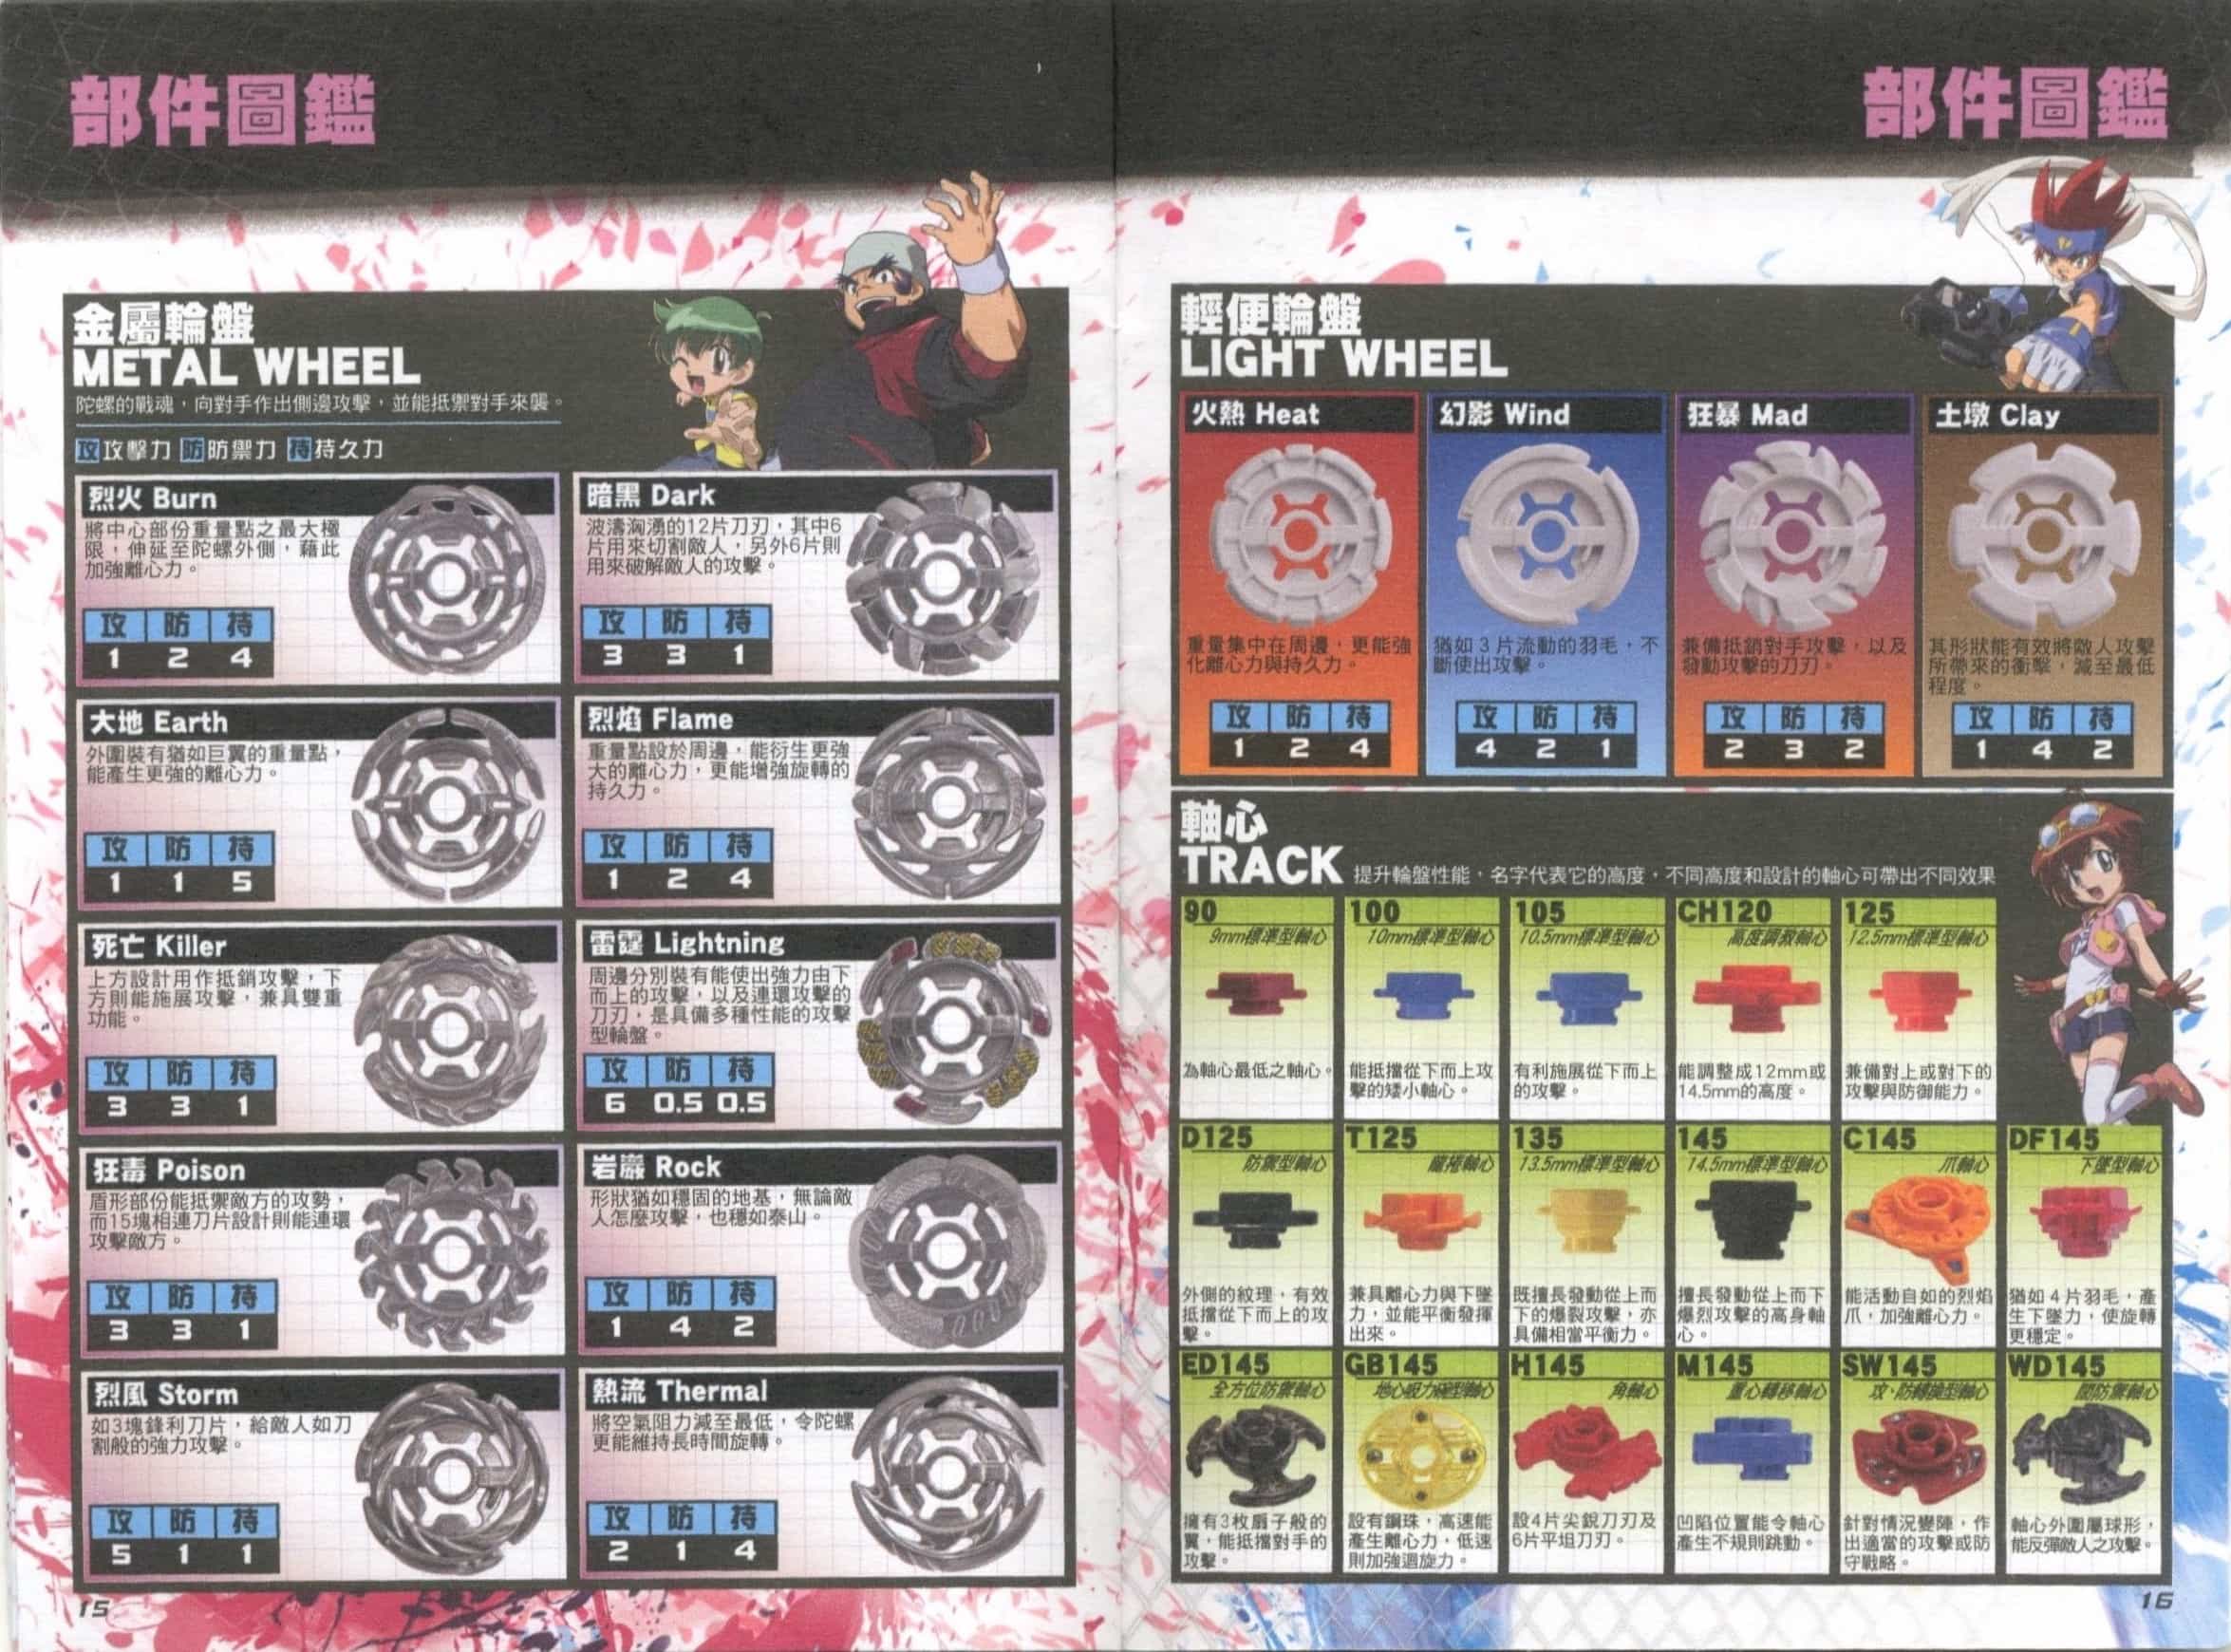 部件圖鑑
金屬輪盤
METAL WHEEL
陀螺的戰魂，向對手作出側邊攻擊，並能抵禦對手來襲。
攻攻擊力 防防禦力 持持久力
烈火 Burn
將中心部份重量點之最大極
限，伸延至陀螺外側，藉此
加強離心力。
攻 防 持
1 2 4
暗黑 Dark
波濤洶湧的12片刀刃，其中6
片用來切割敵人，另外6片則
用來破解敵人的攻擊。
攻 防 持
3 3 1
大地 Earth
外圍裝有猶如巨翼的重量點，
能產生更強的離心力。
攻 防 持
1 1 5
烈焰 Flame
重量點設於周邊，能衍生更強
大的離心力，更能增強旋轉的
持久力。
攻 防 持
1 2 4
死亡 Killer
上方設計用作抵銷攻擊，下
方則能施展攻擊，兼具雙重
功能。
攻 防 持
3 3 1
雷霆 Lightning
周邊分別裝有能使出強力由下
而上的攻擊，以及連環攻擊的
刀刃，是具備多種性能的攻擊
型輪盤。
攻 防 持
6 0.5 0.5
狂毒 Poison
盾形部份能抵禦敵方的攻勢，
而15塊相連刀片設計則能連環
攻擊敵方。
攻 防 持
3 3 1
岩巖 Rock
形狀猶如穩固的地基，無論敵
人怎麼攻擊，也穩如泰山。
攻 防 持
1 4 2
烈風 Storm
如3塊鋒利刀片，給敵人如刀
割般的強力攻擊。
攻 防 持
5 1 1
熱流 Thermal
將空氣阻力減至最低，令陀螺
更能維持長時間旋轉。
攻 防 持
2 1 4
15
部件圖鑑
輕便輪盤
LIGHT WHEEL
火熱 Heat
重量集中在周邊，更能強
化離心力與持久力。
攻 防 持
1 2 4
幻影 Wind
猶如3片流動的羽毛，不
斷使出攻擊。
攻 防 持
4 2 1
狂暴 Mad
兼備抵銷對手攻擊，以及
發動攻擊的刀刃。
攻 防 持
2 3 2
土墩 Clay
其形狀能有效將敵人攻擊
所帶來的衝擊，減至最低
程度。
攻 防 持
1 4 2
軸心
TRACK 提升輪盤性能，名字代表它的高度，不同高度和設計的軸心可帶出不同效果
90
9mm標準型軸心
為軸心最低之軸心。
100
10mm標準型軸心
能抵擋從下而上攻
擊的矮小軸心。
105
10.5mm標準型軸心
有利施展從下而上
的攻擊。
CH120
高度調教軸心
能調整成12mm或
14.5mm的高度。
125
12.5mm標準型軸心
兼備對上或對下的
攻擊與防御能力。
D125
防禦型軸心
外側的紋理，有效
抵擋從下而上的攻
擊。
T125
龍捲軸心
兼具離心力與下墜
力，並能平衡發揮
出來。
135
13.5mm標準型軸心
既擅長發動從上而
下的爆裂攻擊，亦
具備相當平衡力。
145
14.5mm標準型軸心
擅長發動從上而下
爆烈攻擊的高身軸
心。
C145
爪軸心
能活動自如的烈焰
爪，加強離心力。
DF145
下墜型軸心
猶如4片羽毛，產
生下墜力，使旋轉
更穩定。
ED145
全方位防禦軸心
擁有3枚扇子般的
翼，能抵擋對手的
攻擊。
GB145
設有鋼珠，高速能
產生離心力，低速
則加強迴旋力。
H145
角軸心
設4片尖銳刀刃及
6片平坦刀刃。
M145
重心轉移軸心
凹陷位置能令軸心
產生不規則跳動。
SW145
攻·防轉換型軸心
針對情況變陣，作
出適當的攻擊或防
守戰略。
WD145
闊防禦軸心
軸心外圍屬球形，
能反彈敵人之攻擊。
16